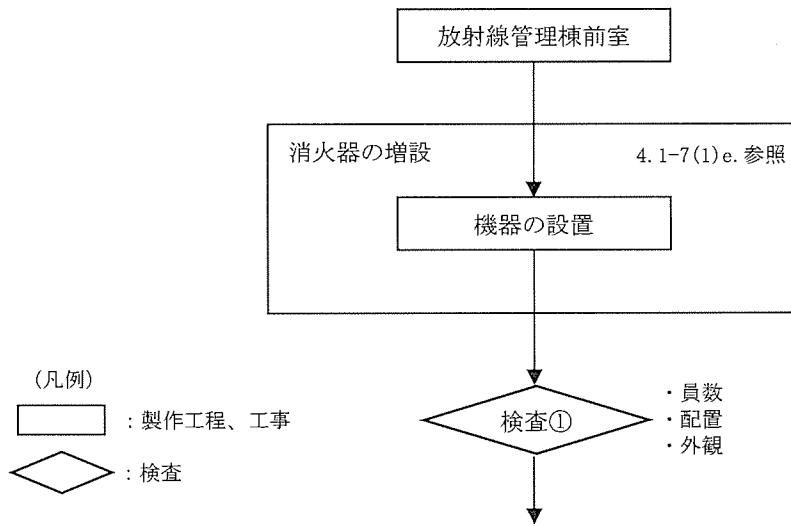 放射線管理棟前室
消火器の増設
4.1-7(1)e.参照
機器の設置
(凡例)
:製作工程、工事
:検査
検査①
・員数
・配置
・外観